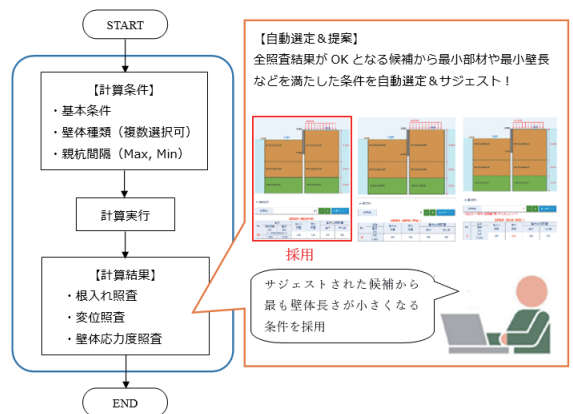 START
【計算条件】
・基本条件
・壁体種類（複数選択可）
・親杭間隔（Max, Min）
計算実行
【計算結果】
・根入れ照査
・変位照査
・壁体応力度照査
END
【自動選定＆提案】
全照査結果が OK となる候補から最小部材や最小壁長
などを満たした条件を自動選定＆サジェスト！
採用
サジェストされた候補から
最も壁体長さが小さくなる
条件を採用